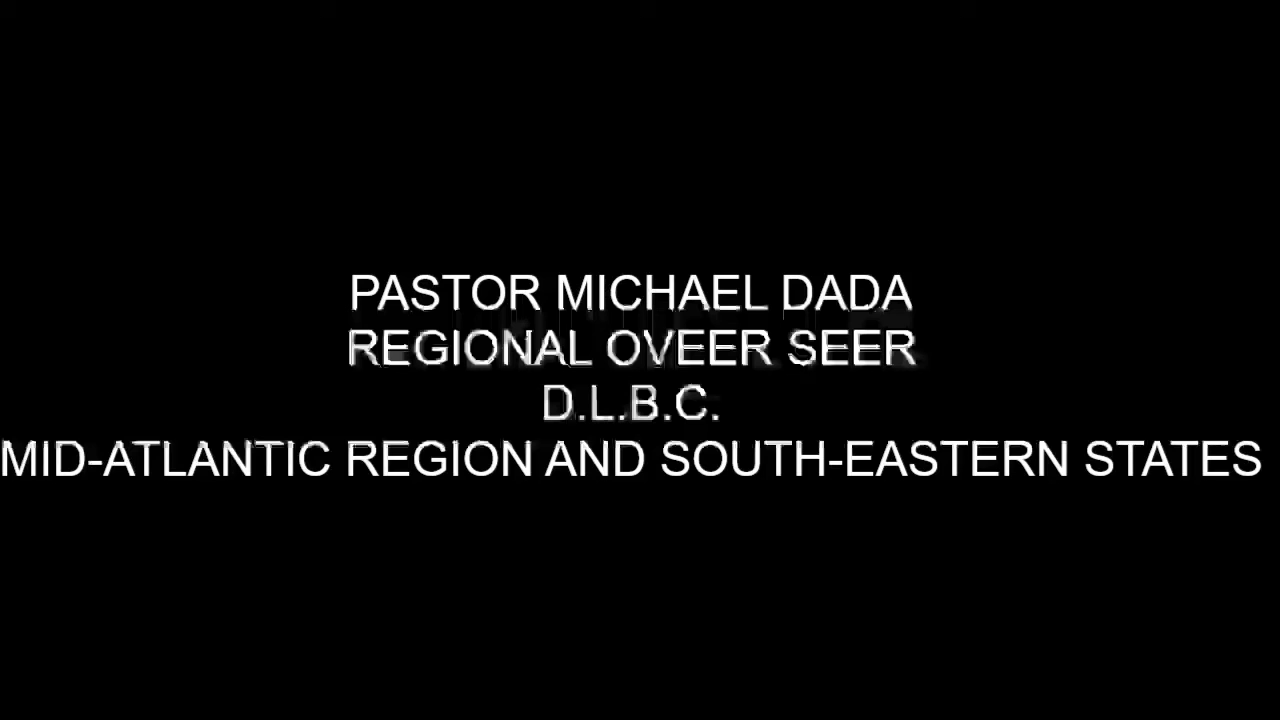 PASTOR MICHAEL DADA
REGIONAL OVEER SEER
D.L.B.C.
MID-ATLANTIC REGION AND SOUTH-EASTERN STATES